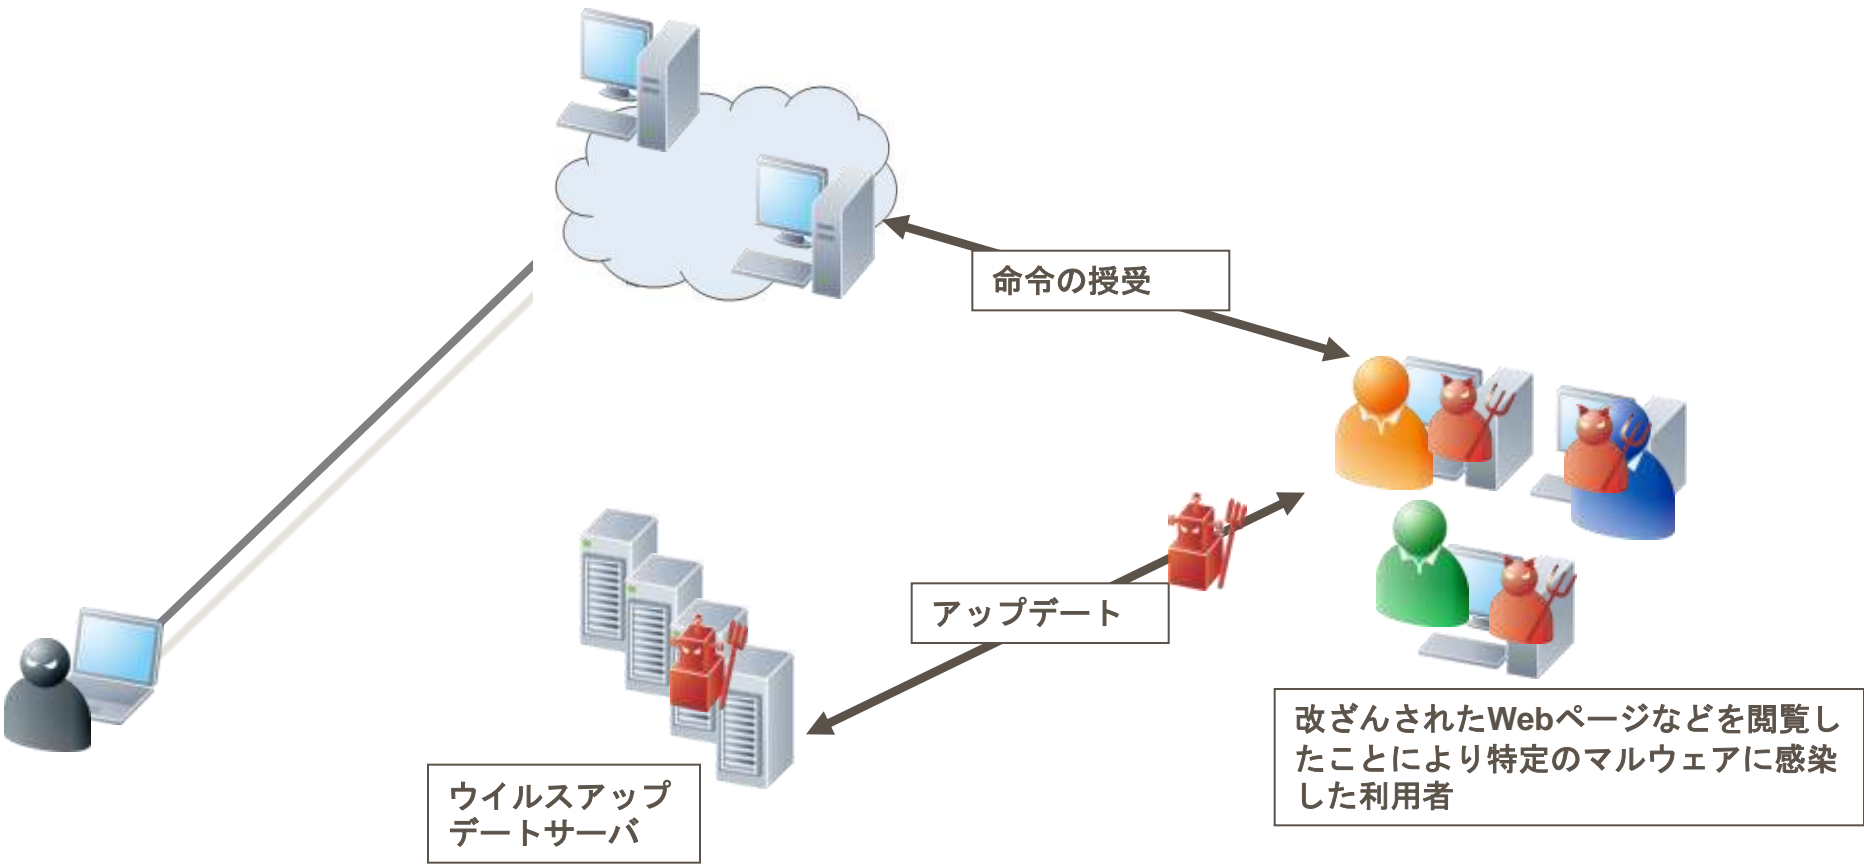 命令の授受
アップデート
改ざんされたWebページなどを閲覧し
たことにより特定のマルウェアに感染
した利用者
ウイルスアップ
データサーバ